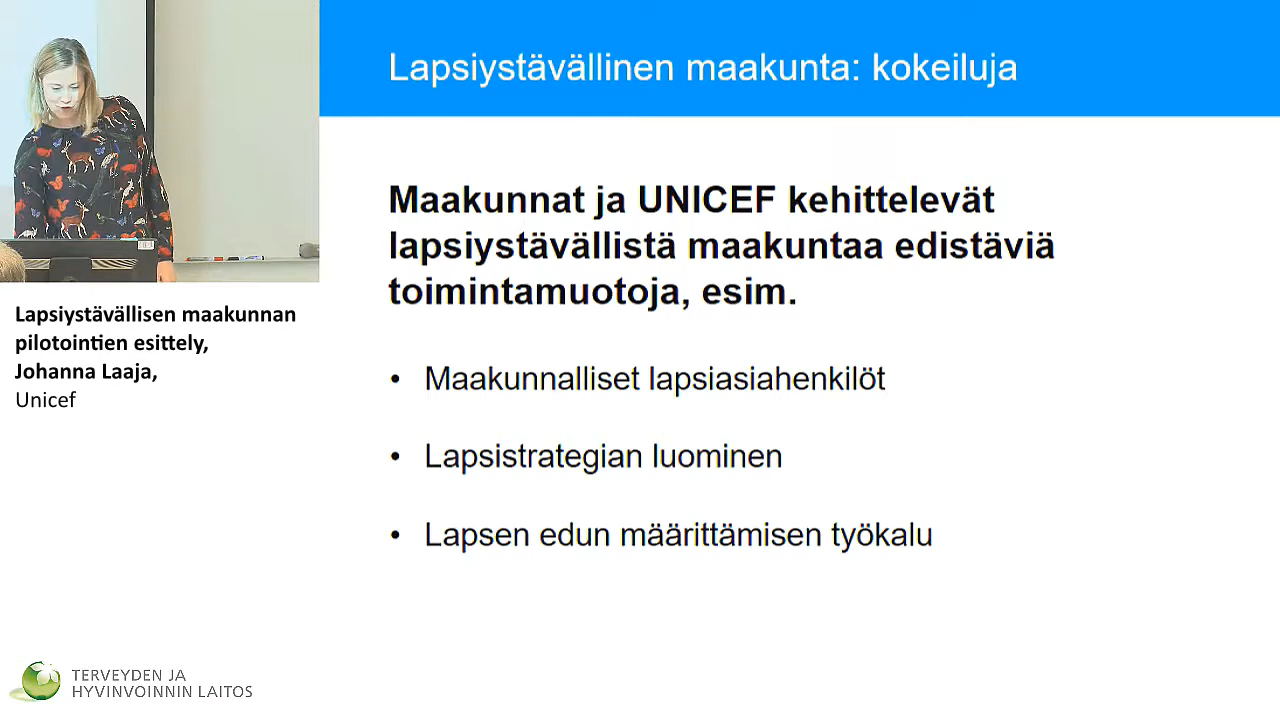 Lapsiystävällinen maakunta: kokeiluja
Maakunnat ja UNICEF kehittelevät
lapsiystävällistä maakuntaa edistäviä
toimintamuotoja, esim.
• Maakunnalliset lapsiasiahenkilöt
• Lapsistrategian luominen
• Lapsen edun määrittämisen työkalu
Lapsiystävällisen maakunnan
pilotointien esittely,
Johanna Laaja,
Unicef
TERVEYDEN JA
HYVINVOINNIN LAITOS